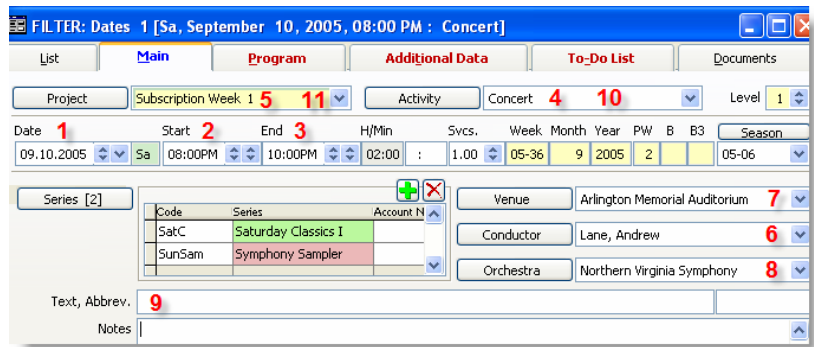 FILTER: Dates 1 [Sa, September 10, 2005, 08:00 PM : Concert]
List Main Program Additional Data To-Do List Documents
Project Subscription Week 1 5 11 Activity Concert 4 10 Level 1
Date 1 Start 2 End 3 H/Min Svcs. Week Month Year PW B B3 Season
09.10.2005 Sa 08:00PM 10:00PM 02:00 : 1.00 05-36 9 2005 2 05-06
Series [2] Venue Arlington Memorial Auditorium 7
Code Series Account N
SatC Saturday Classics I Conductor Lane, Andrew 6
SunSam Symphony Sampler
Orchestra Northern Virginia Symphony 8
Text, Abbrev. 9
Notes